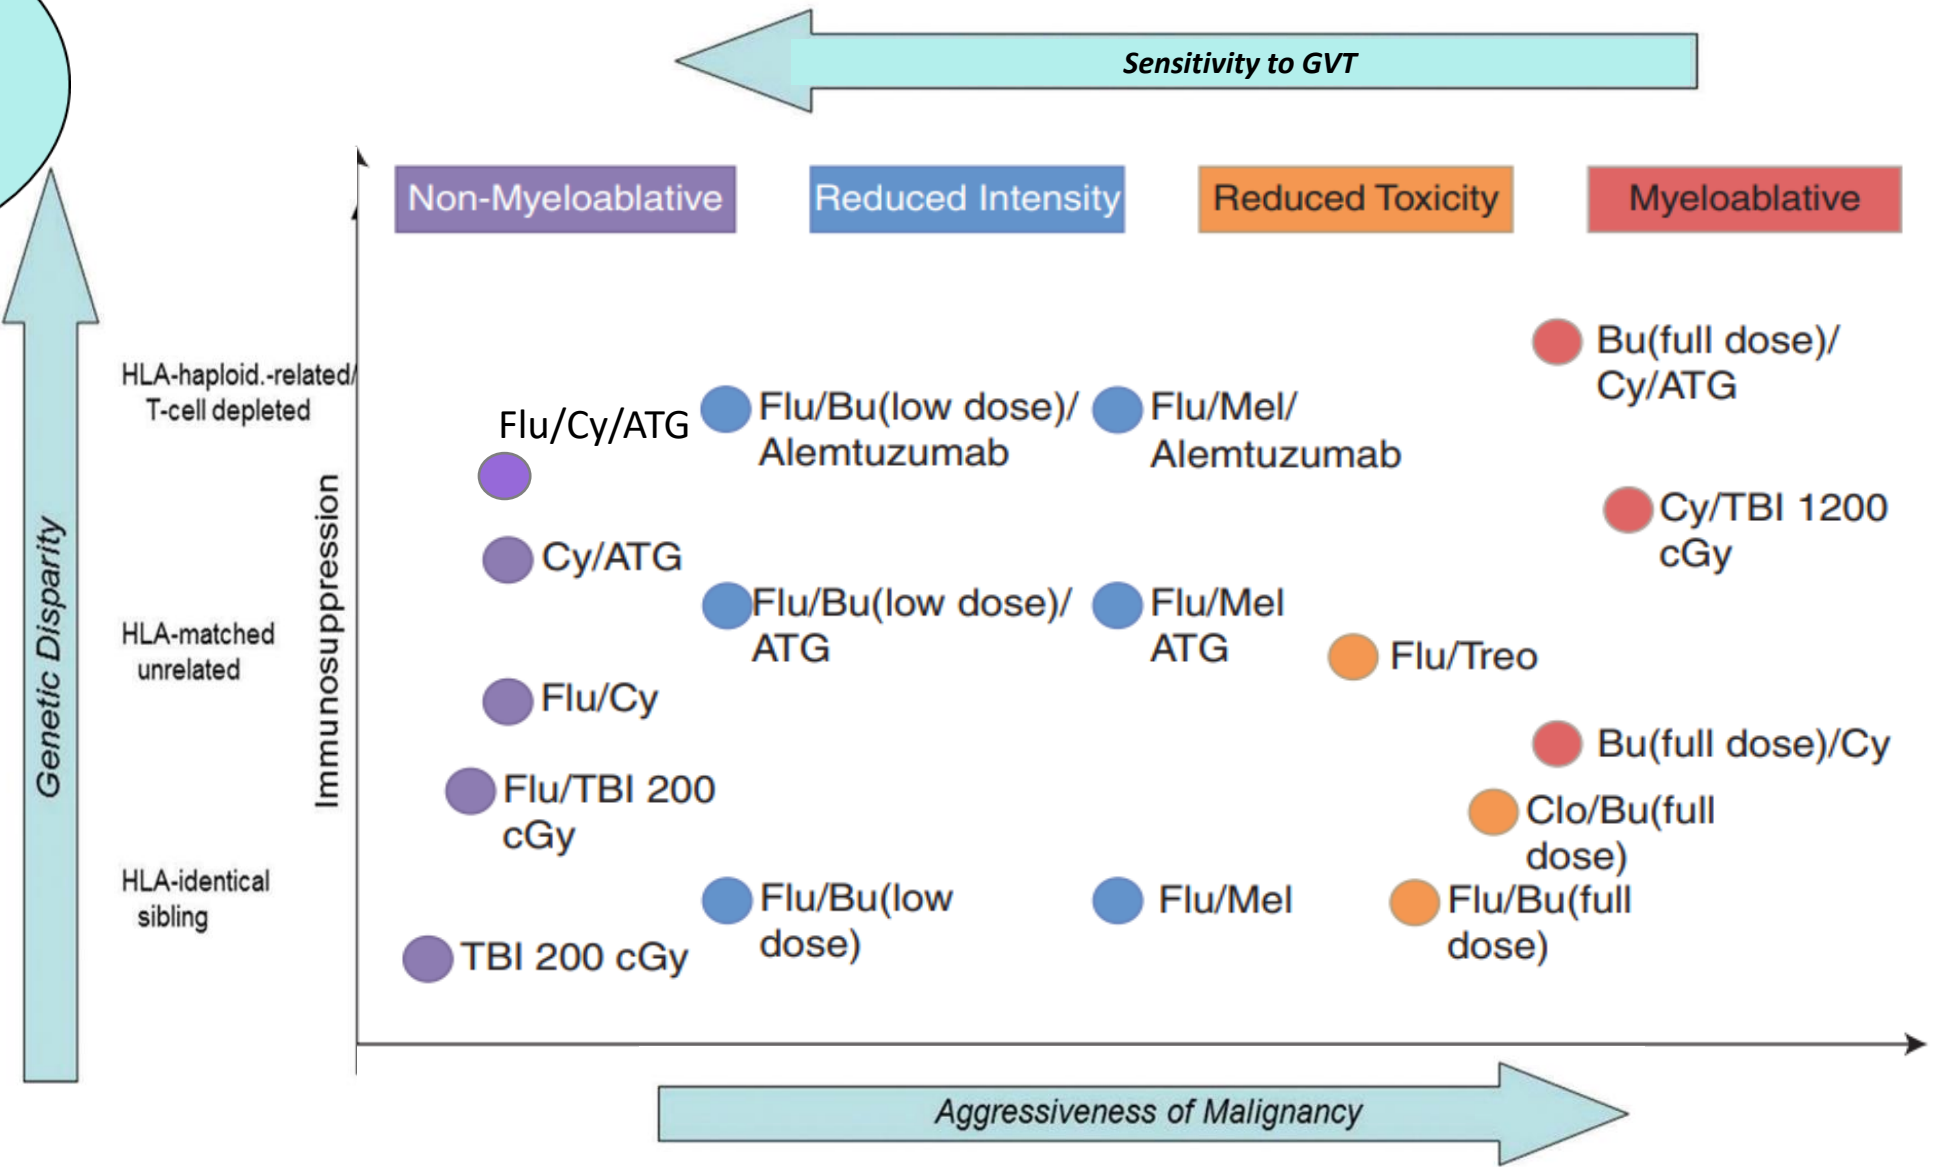 Sensitivity to GVT
Non-Myeloablative
Reduced Intensity
Reduced Toxicity
Myeloablative
Genetic Disparity
HLA-haploid.-related/
T-cell depleted
HLA-matched
unrelated
HLA-identical
sibling
Immunosuppression
Flu/Cy/ATG
Cy/ATG
Flu/Cy
Flu/TBI 200
cGy
TBI 200 cGy
Flu/Bu(low dose)/
Alemtuzumab
Flu/Bu(low dose)/
ATG
Flu/Bu(low
dose)
Flu/Mel/
Alemtuzumab
Flu/Mel
ATG
Flu/Mel
Flu/Treo
Clo/Bu(full
dose)
Flu/Bu(full
dose)
Bu(full dose)/
Cy/ATG
Cy/TBI 1200
cGy
Bu(full dose)/Cy
Aggressiveness of Malignancy